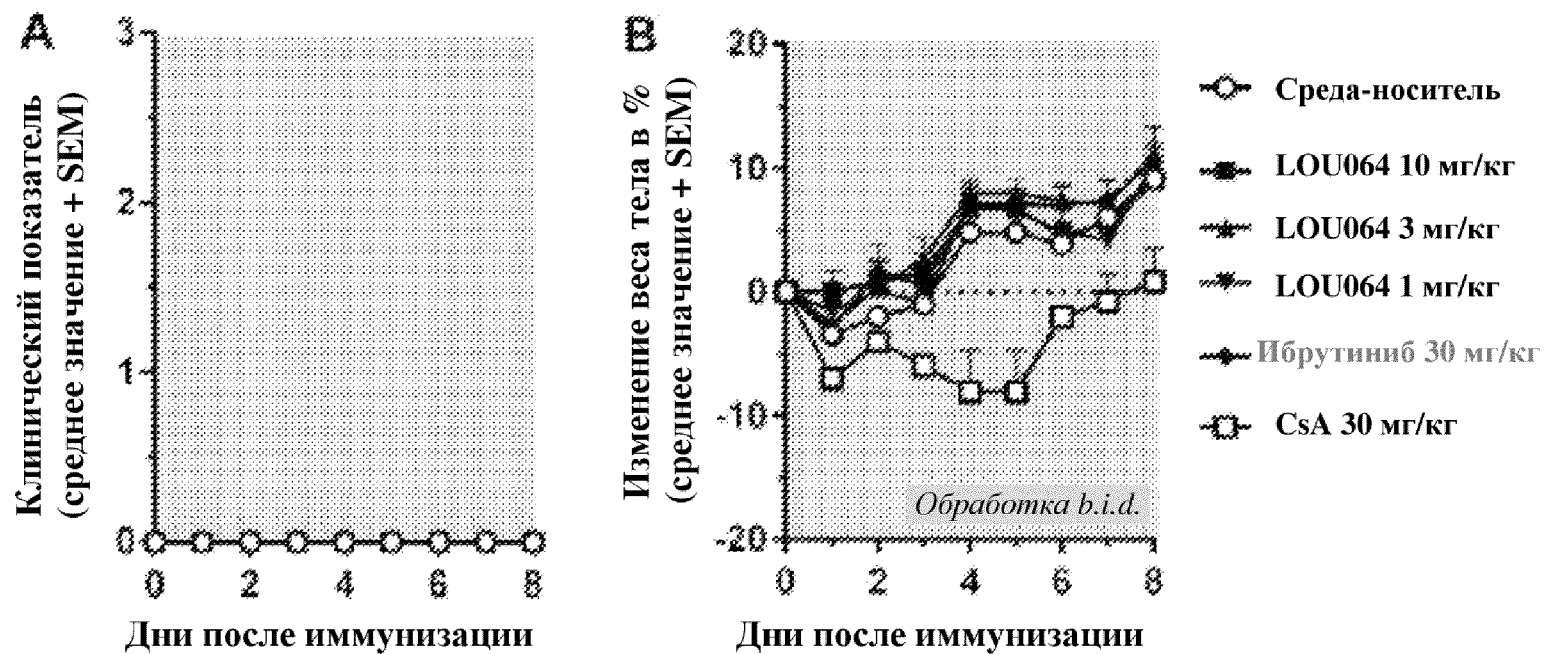 A
Клинический показатель
(среднее значение + SEM)
3
2
1
0
0 2 4 6 8
Дни после иммунизации
B
Изменение веса тела в %
(среднее значение + SEM)
20
10
0
-10
-20
Обработка b.i.d.
0 2 4 6 8
Дни после иммунизации
Среда-носитель
LOU064 10 мг/кг
LOU064 3 мг/кг
LOU064 1 мг/кг
Ибрутиниб 30 мг/кг
CsA 30 мг/кг